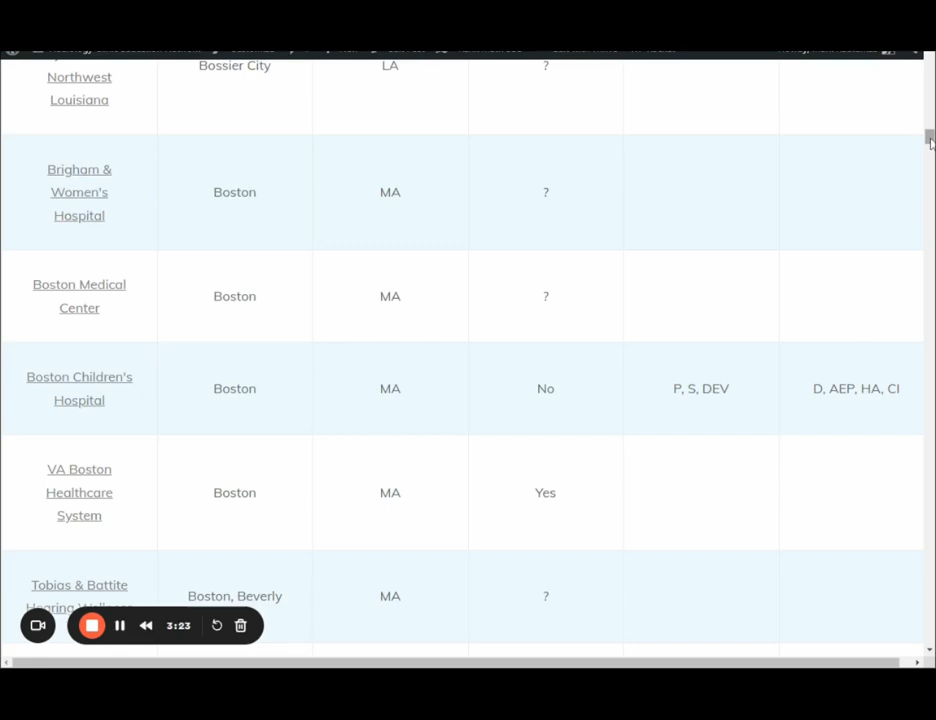 Bossier City LA ?
Northwest
Louisiana
Brigham &
Women's
Hospital
Boston MA ?
Boston Medical
Center
Boston MA ?
Boston Children's
Hospital
Boston MA No P, S, DEV D, AEP, HA, CI
VA Boston
Healthcare
System
Boston MA Yes
Tobias & Battite
Hearing
Boston, Beverly MA ?
3:23